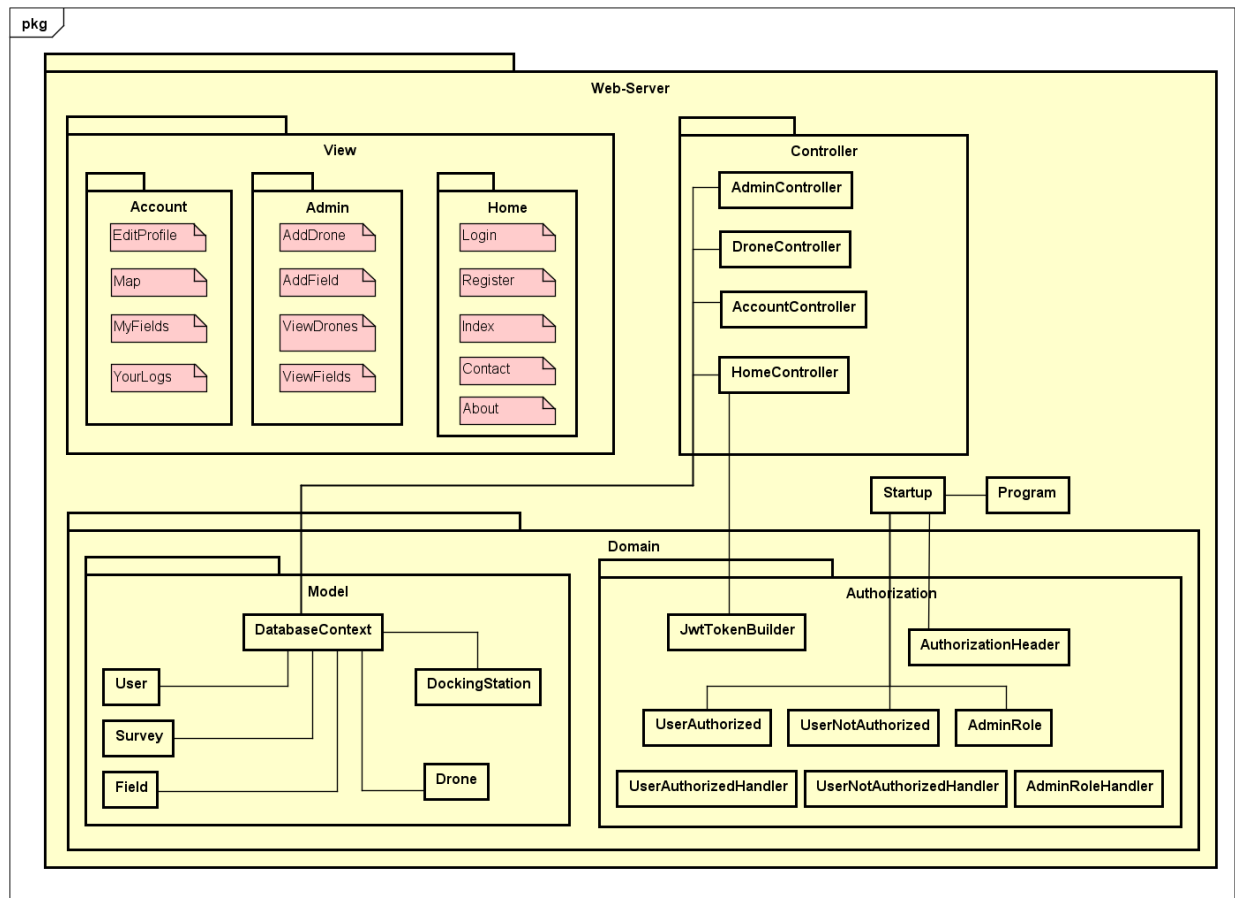 pkg
Web-Server
View
Account
EditProfile
Map
MyFields
YourLogs
Admin
AddDrone
AddField
ViewDrones
ViewFields
Home
Login
Register
Index
Contact
About
Controller
AdminController
DroneController
AccountController
HomeController
Startup
Program
Domain
Model
DatabaseContext
User
DockingStation
Survey
Field
Drone
Authorization
JwtTokenBuilder
AuthorizationHeader
UserAuthorized
UserNotAuthorized
AdminRole
UserAuthorizedHandler
UserNotAuthorizedHandler
AdminRoleHandler